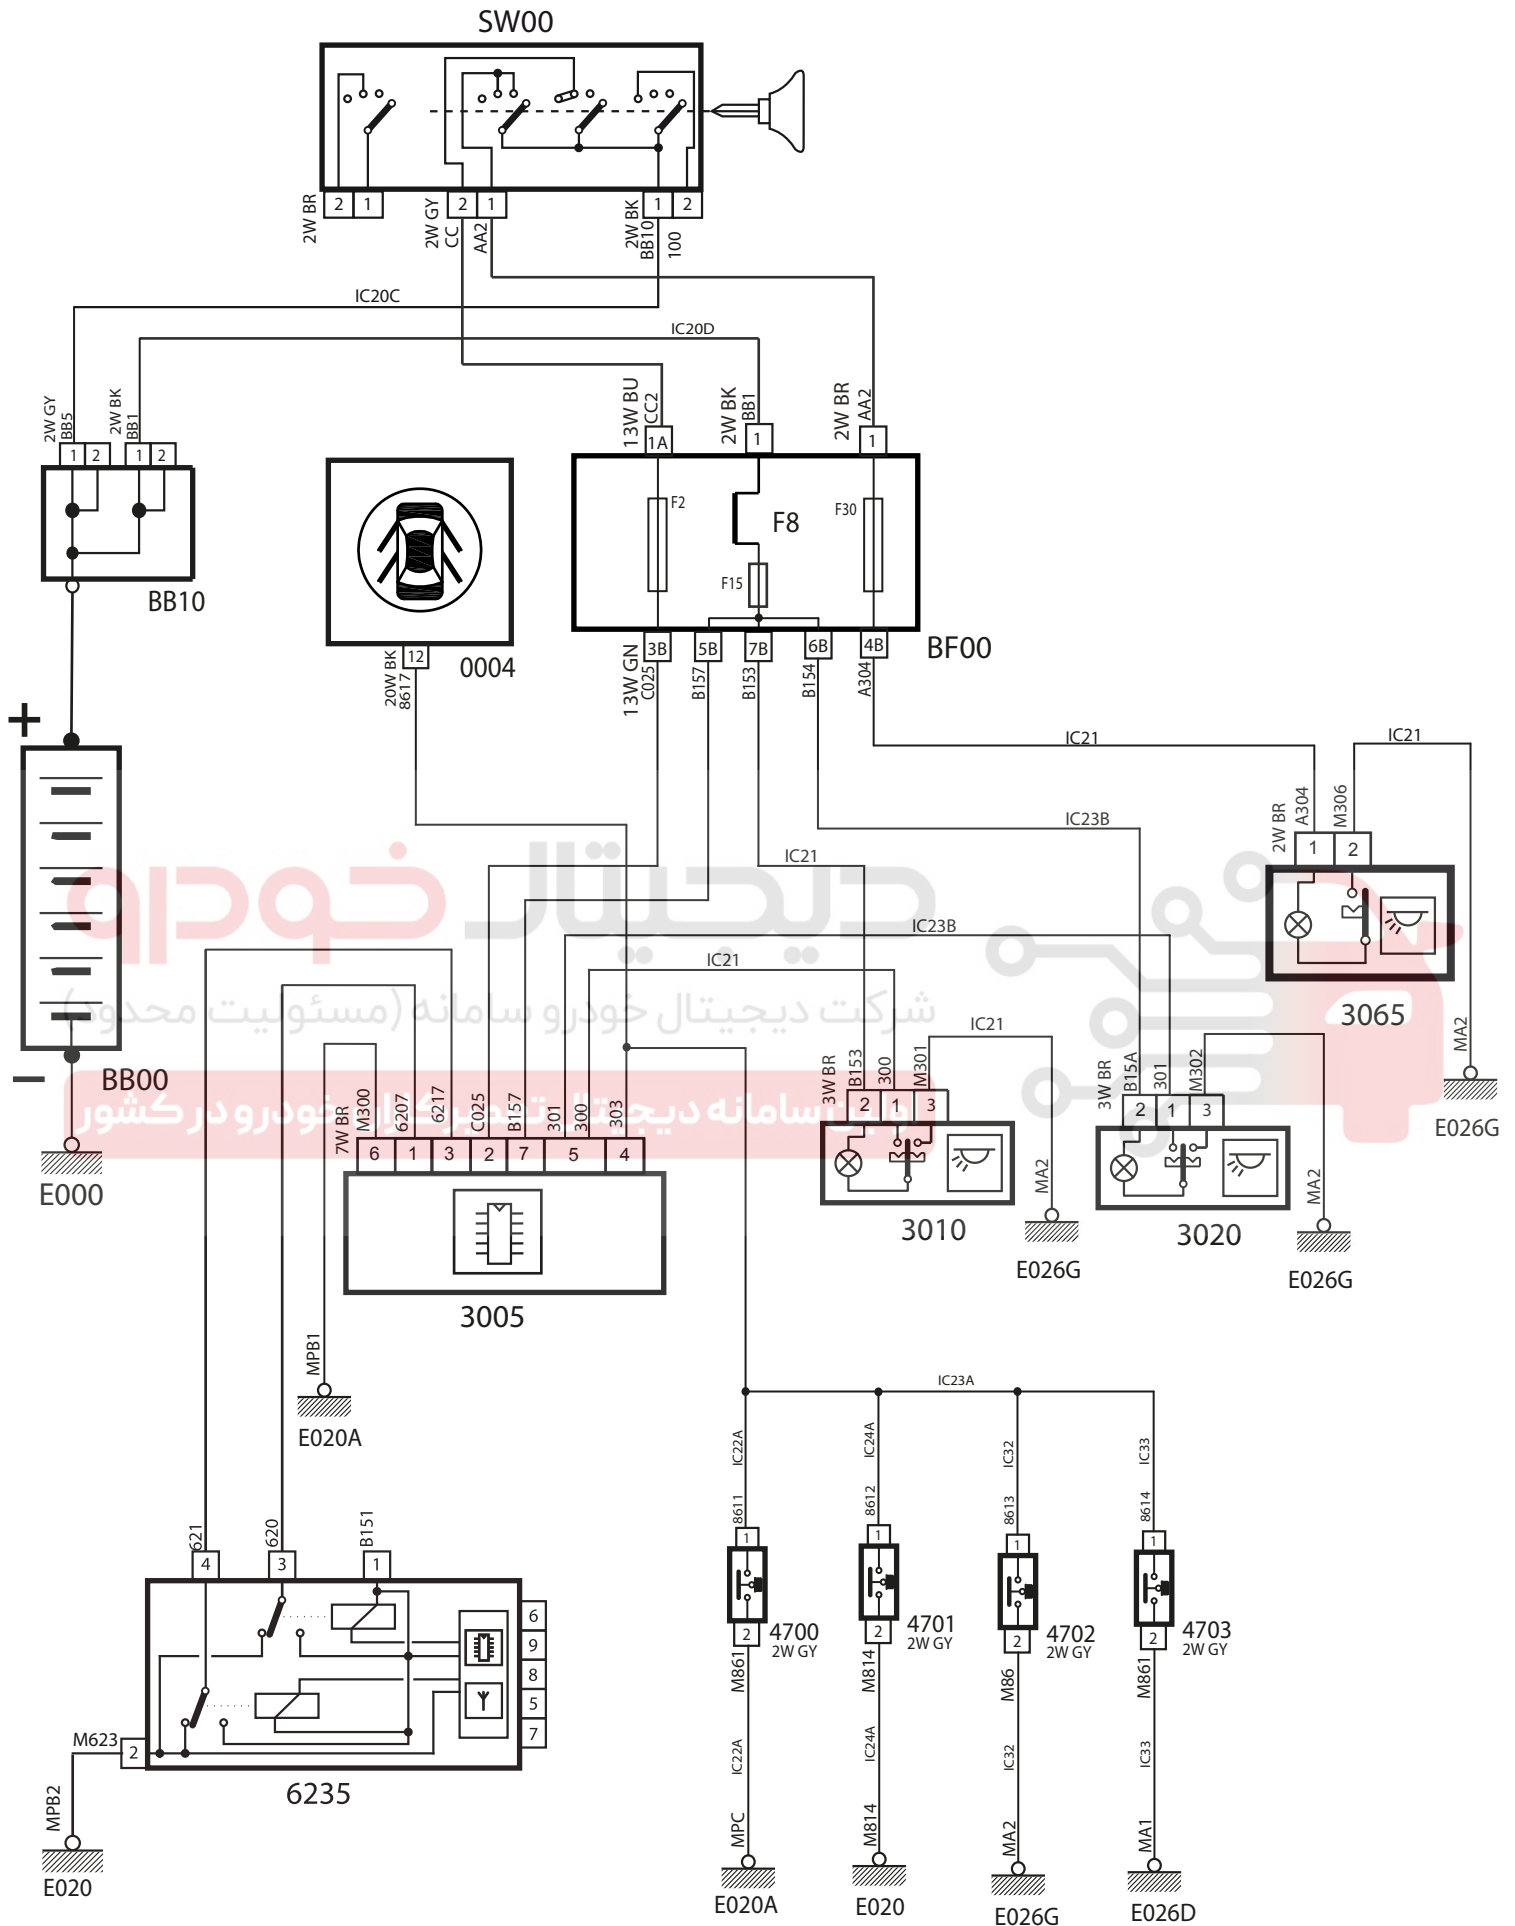 SW00
2W BR
2
1
2W GY
2
1
CC
AA2
2W BK
1
2
BB10
100
IC20C
IC20D
2W GY
BB5
2W BK
BB1
1
2
1
2
BB10
13W BU
CC2
1A
2W BK
BB1
1
2W BR
AA2
1
F2
F8
F15
F30
BF00
13W GN
3B
C025
5B
B157
7B
B153
6B
B154
4B
A304
20W BK
8617
12
0004
+
−
BB00
E000
IC21
IC21
IC23B
IC21
IC23B
IC21
IC21
2W BR
A304
M306
1
2
3065
MA2
E026G
دیجیتال خودرو
شرکت دیجیتال خودرو سامانه (مسئولیت محدود)
اولین سامانه دیجیتال تعمیرکاران خودرو در کشور
7W BR
M300
6207
6217
C025
B157
301
300
303
6
1
3
2
7
5
4
3005
3W BR
B153
300
M301
2
1
3
3010
MA2
E026G
3W BR
B15A
301
M302
2
1
3
3020
MA2
E026G
MPB1
E020A
IC23A
IC22A
IC24A
IC32
IC33
8611
8612
8613
8614
1
1
1
1
4700
2W GY
4701
2W GY
4702
2W GY
4703
2W GY
2
2
2
2
M861
M814
M86
M861
IC22A
IC24A
IC32
IC33
MPC
M814
MA2
MA1
E020A
E020
E026G
E026D
621
620
B151
4
3
1
6
9
8
5
7
M623
2
6235
MPB2
E020